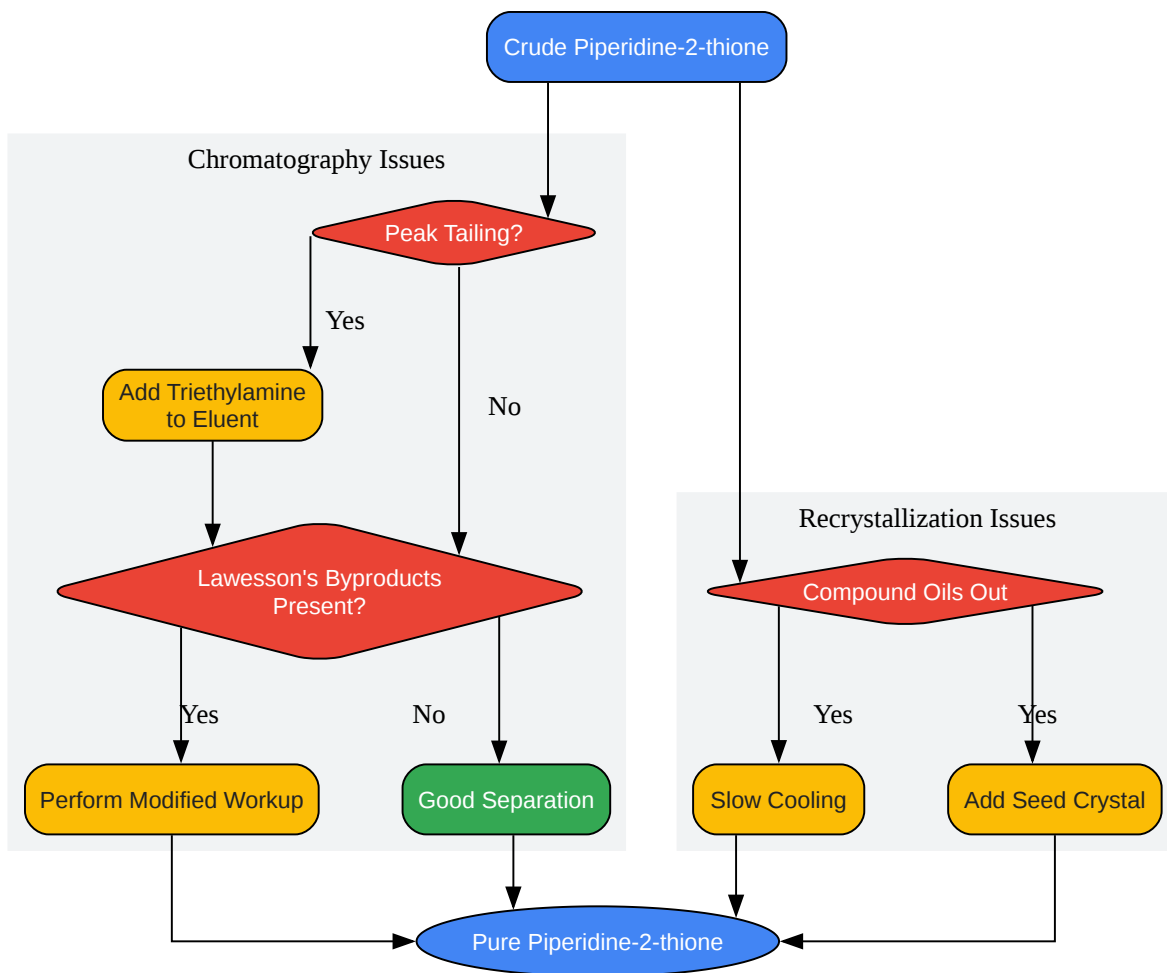 Crude Piperidine-2-thione
Chromatography Issues
Peak Tailing?
Yes
Add Triethylamine
to Eluent
No
Recrystallization Issues
Lawesson's Byproducts
Present?
Compound Oils Out
Yes
No
Yes
Yes
Perform Modified Workup
Good Separation
Slow Cooling
Add Seed Crystal
Pure Piperidine-2-thione